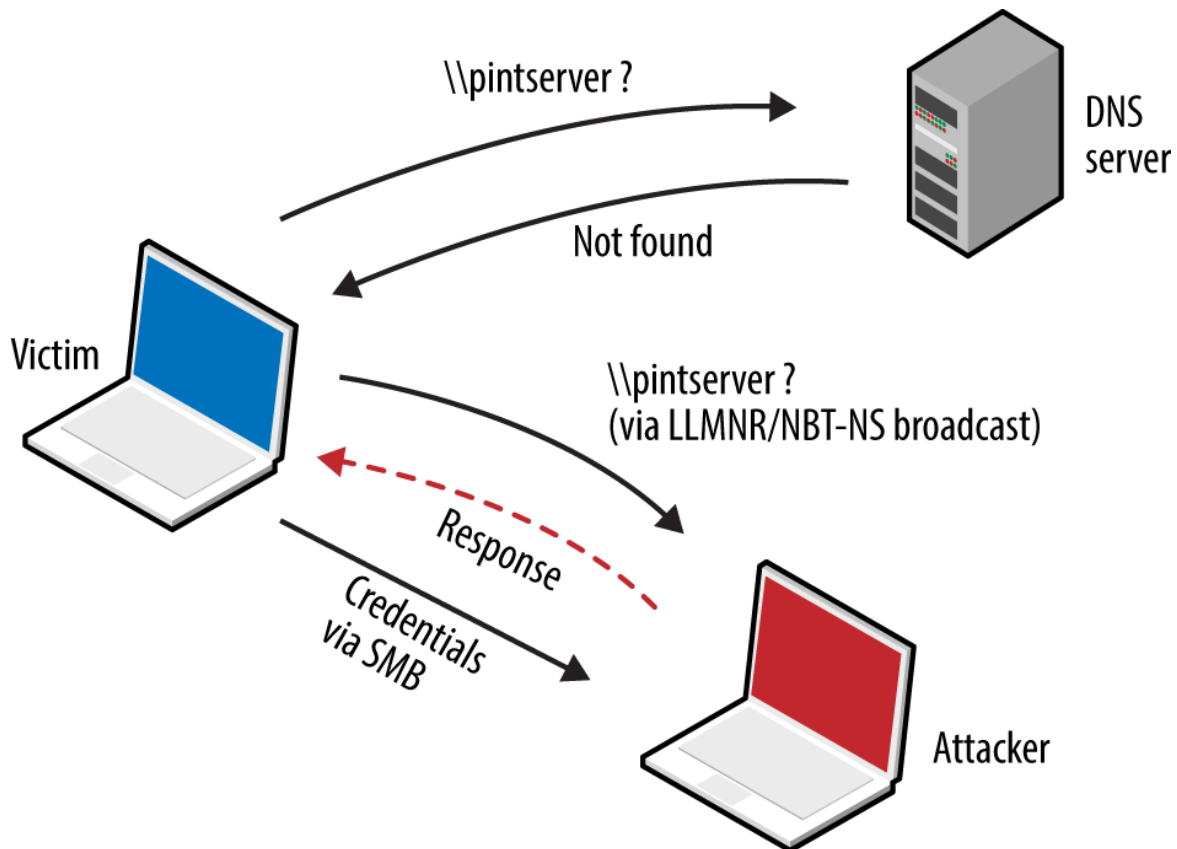 \\pintserver ?
DNS
server
Not found
Victim
\\pintserver ?
(via LLMNR/NBT-NS broadcast)
Response
Credentials
via SMB
Attacker